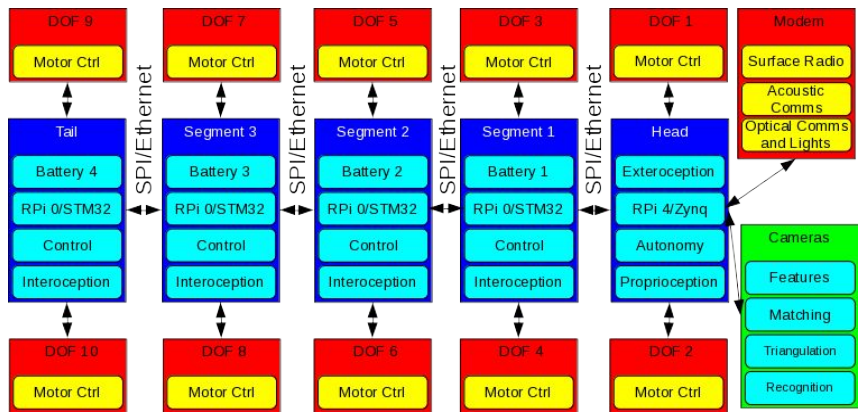 DOF 9
Motor Ctrl
DOF 7
Motor Ctrl
DOF 5
Motor Ctrl
DOF 3
Motor Ctrl
DOF 1
Motor Ctrl
Modem
Surface Radio
Acoustic
Comms
Optical Comms
and Lights
Tail
Battery 4
RPi 0/STM32
Control
Interoception
SPI/Ethernet
Segment 3
Battery 3
RPi 0/STM32
Control
Interoception
SPI/Ethernet
Segment 2
Battery 2
RPi 0/STM32
Control
Interoception
SPI/Ethernet
Segment 1
Battery 1
RPi 0/STM32
Control
Interoception
SPI/Ethernet
Head
Exteroception
RPi 4/Zynq
Autonomy
Proprioception
Cameras
Features
Matching
Triangulation
Recognition
DOF 10
Motor Ctrl
DOF 8
Motor Ctrl
DOF 6
Motor Ctrl
DOF 4
Motor Ctrl
DOF 2
Motor Ctrl